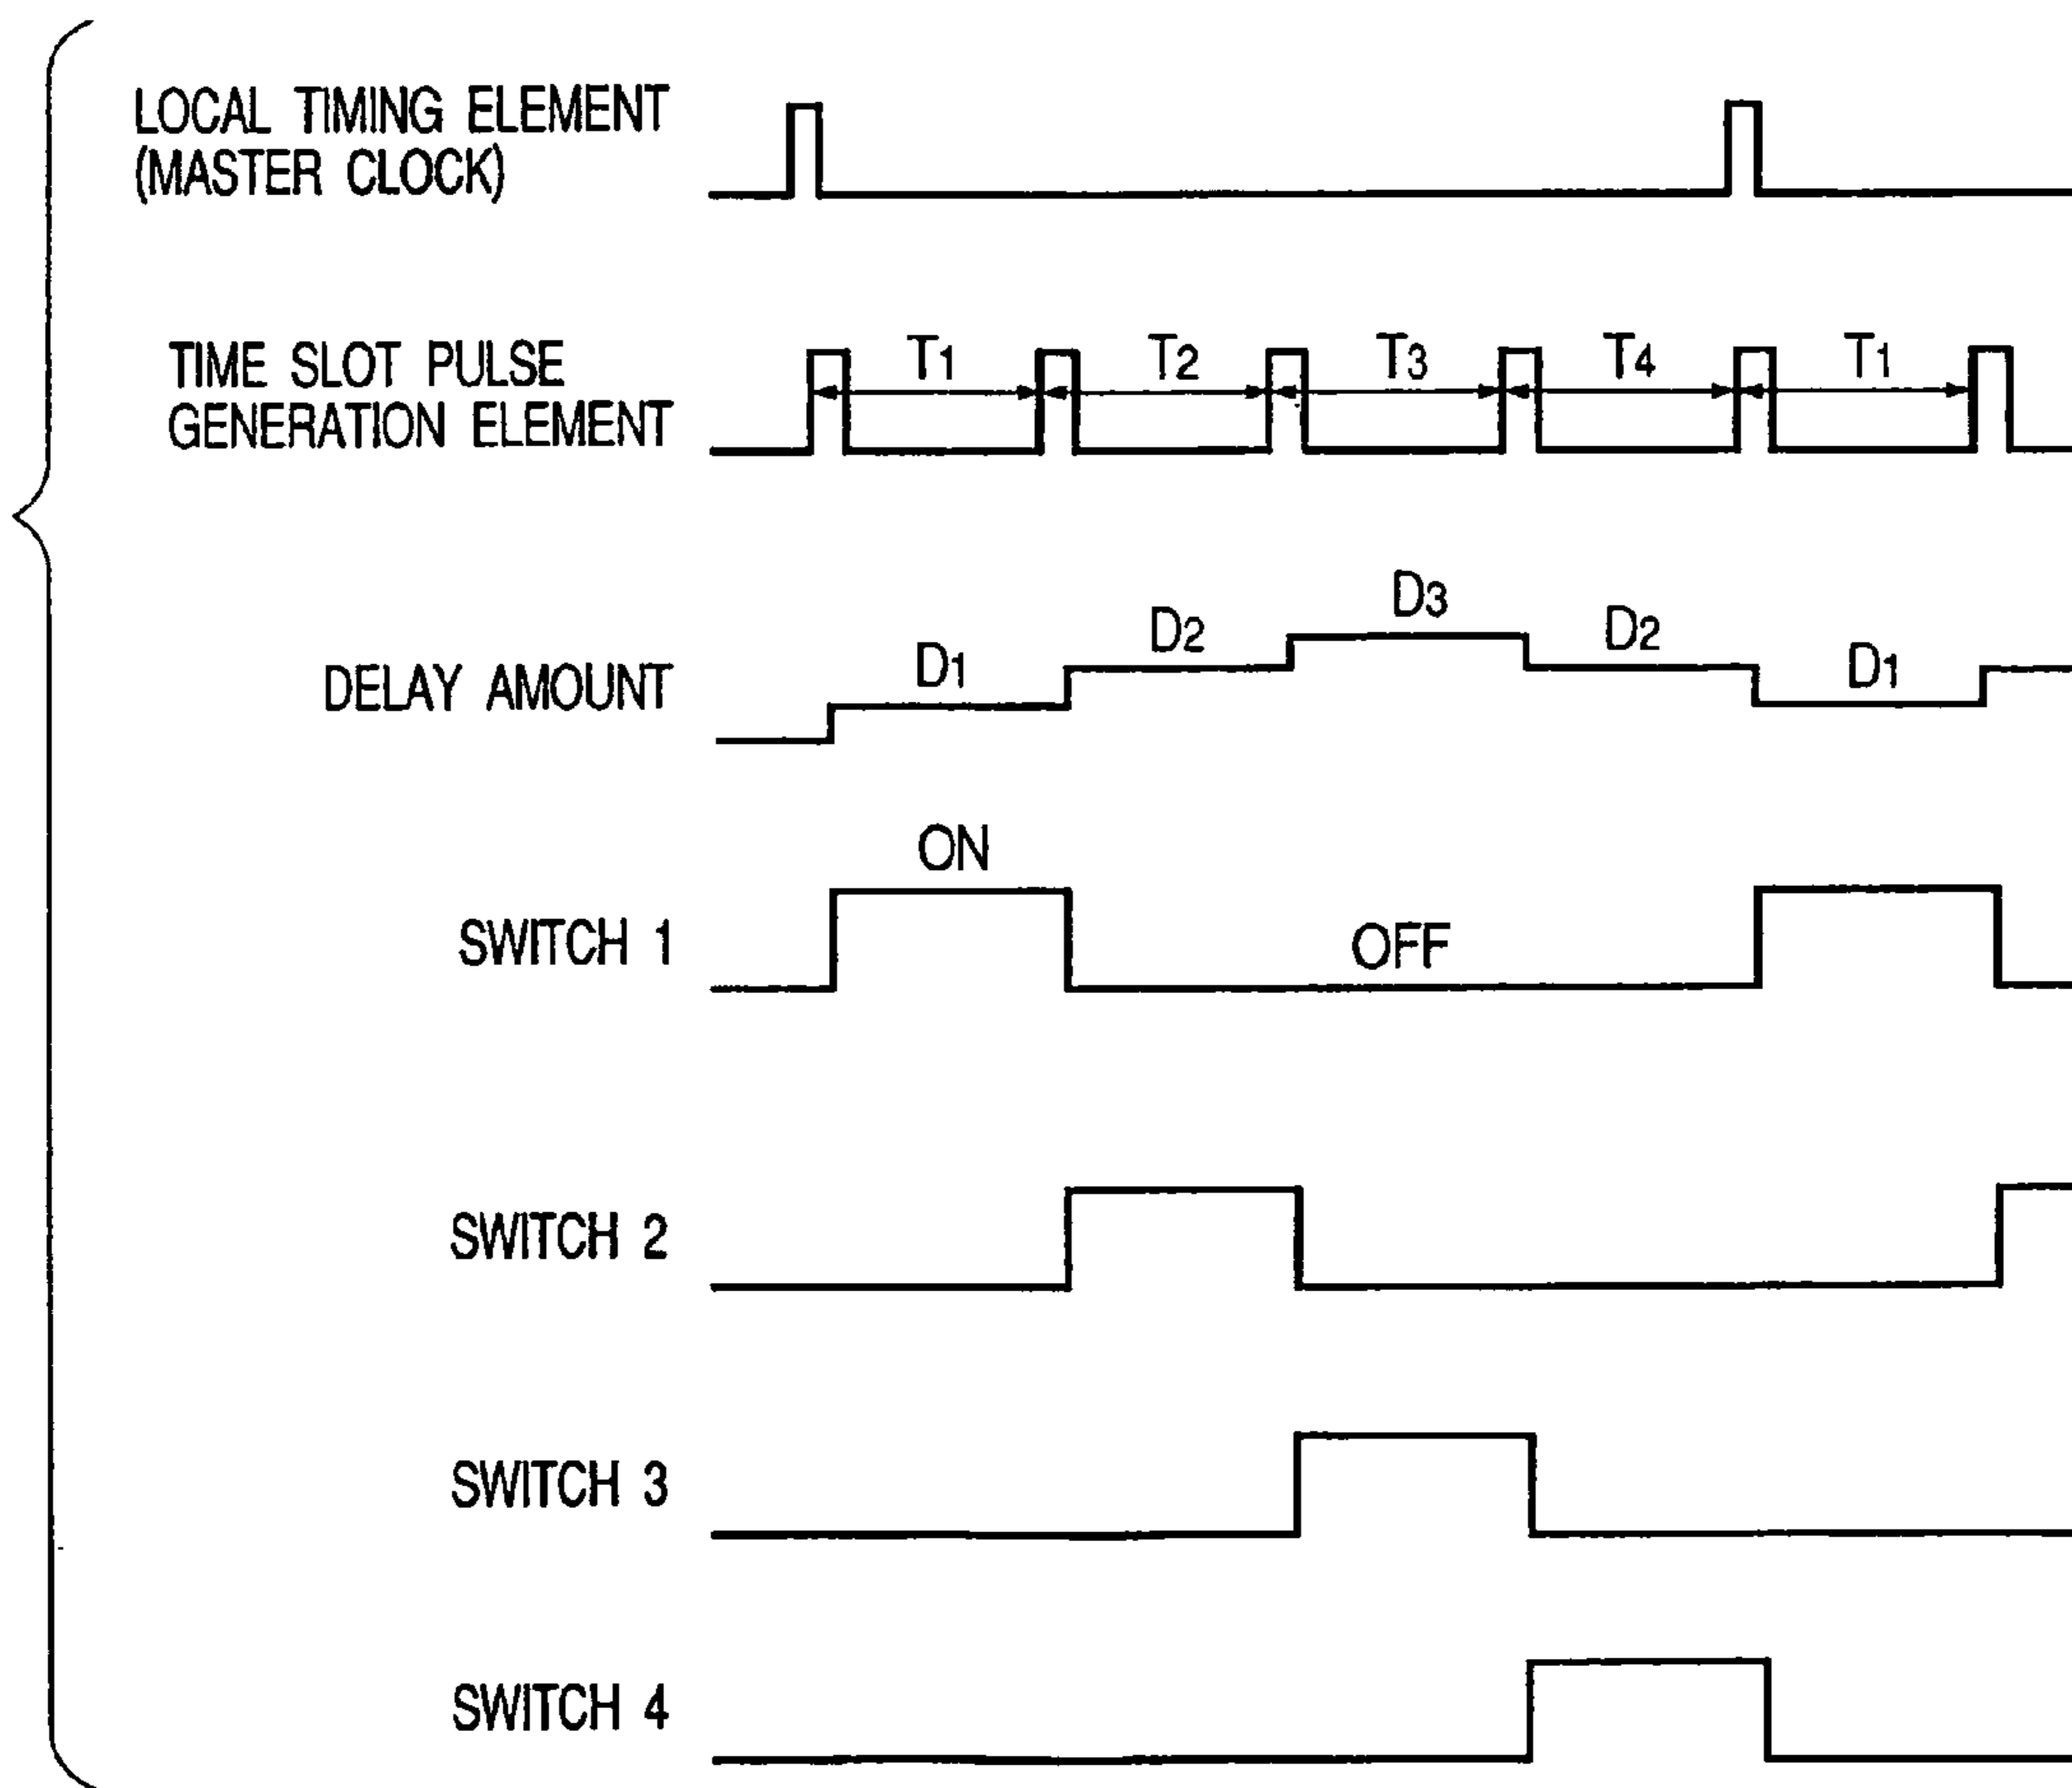 LOCAL TIMING ELEMENT
(MASTER CLOCK)
TIME SLOT PULSE
GENERATION ELEMENT
T1 T2 T3 T4 T1
DELAY AMOUNT
D1 D2 D3 D2 D1
SWITCH 1
ON
OFF
SWITCH 2
SWITCH 3
SWITCH 4